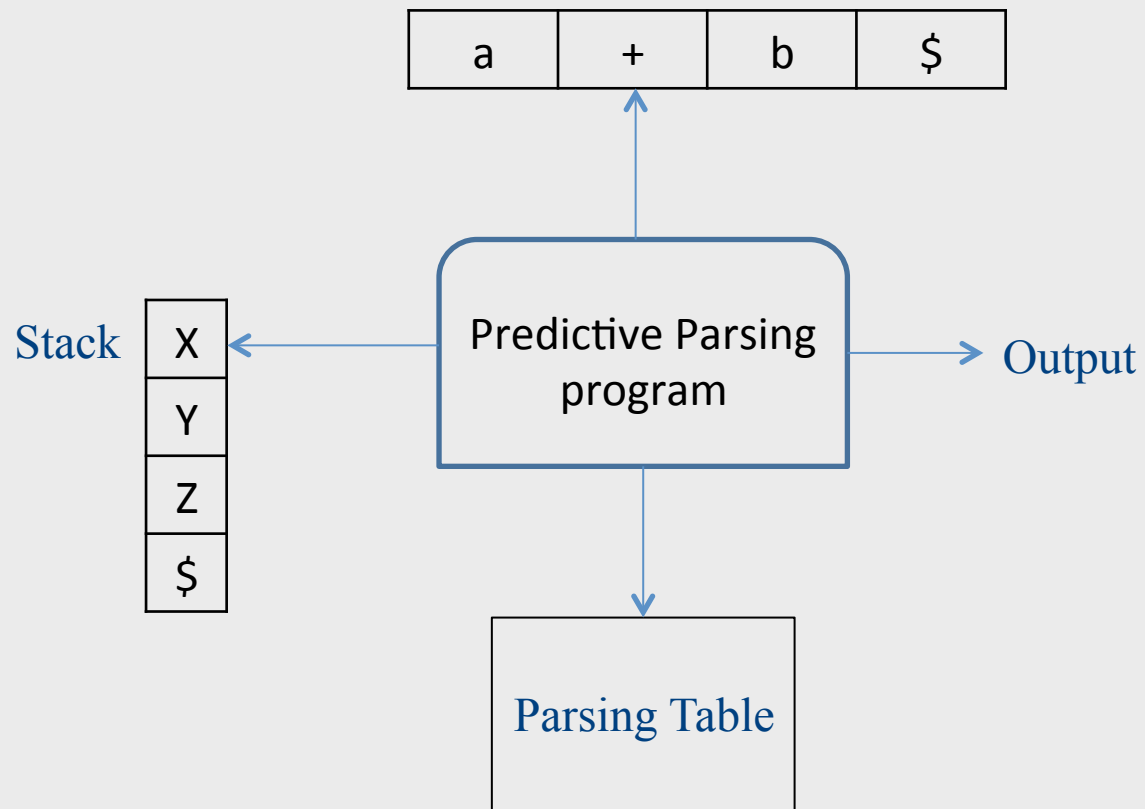 a + b $
Stack
X
Y
Z
$
Predictive Parsing
program
Output
Parsing Table